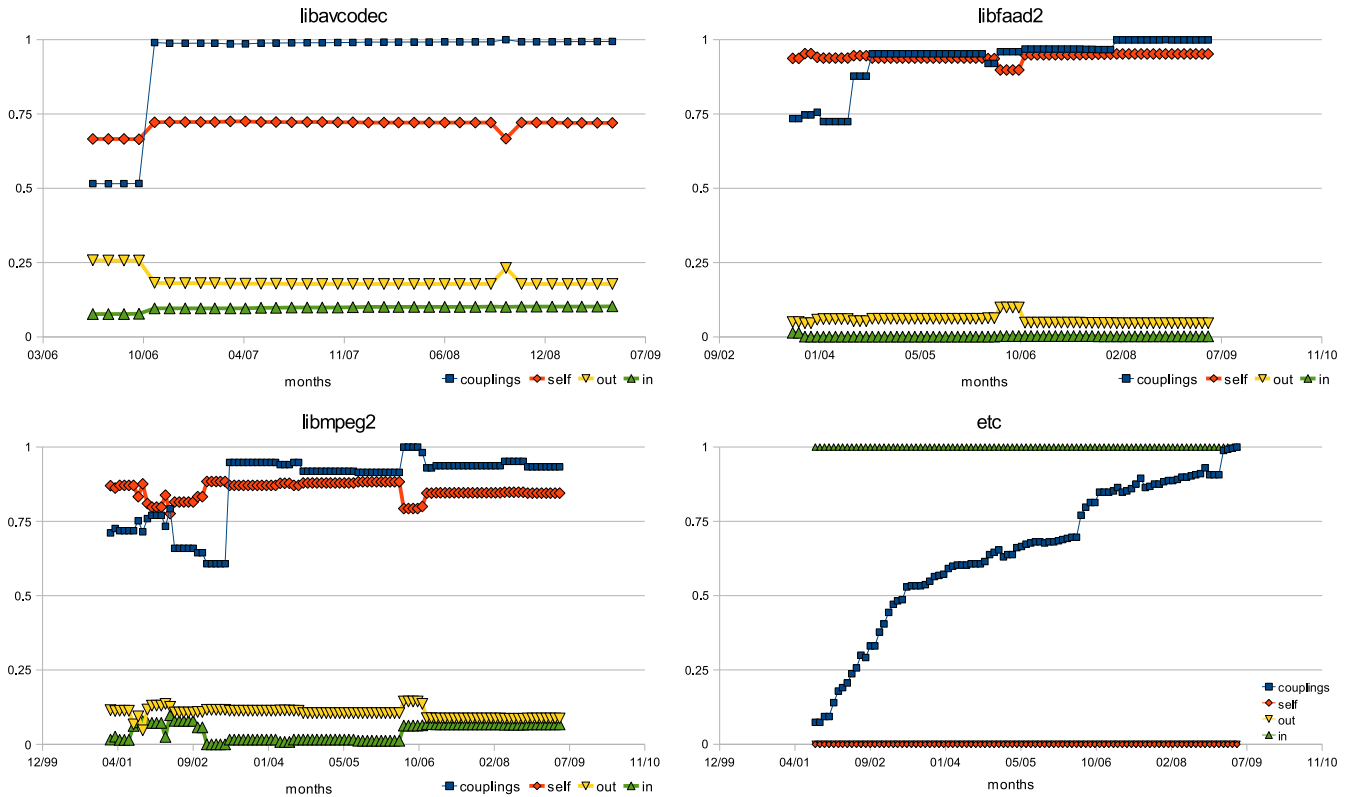 libavcodec
1
0.75
0.5
0.25
0
03/06 10/06 04/07 11/07 06/08 12/08 07/09
months
couplings self out in
libfaad2
1
0.75
0.5
0.25
0
09/02 01/04 05/05 10/06 02/08 07/09 11/10
months
couplings self out in
libmpeg2
1
0.75
0.5
0.25
0
12/99 04/01 09/02 01/04 05/05 10/06 02/08 07/09 11/10
months
couplings self out in
etc
1
0.75
0.5
0.25
0
12/99 04/01 09/02 01/04 05/05 10/06 02/08 07/09 11/10
months
couplings
self
out
in